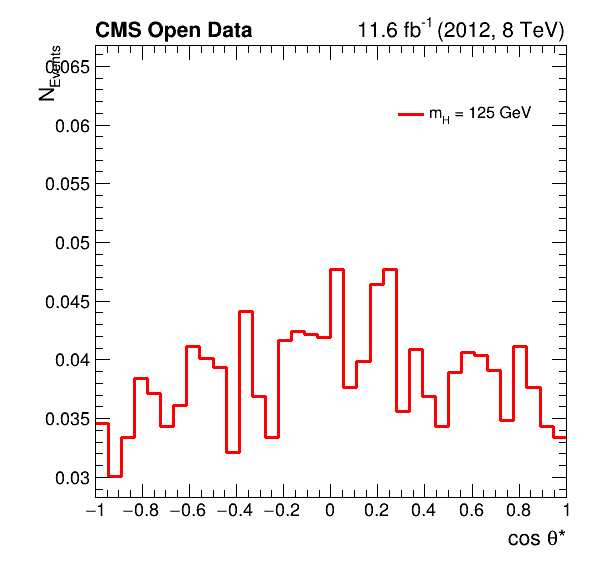 CMS Open Data 11.6 fb⁻¹ (2012, 8 TeV)
N_Events
m_H = 125 GeV
0.065
0.06
0.055
0.05
0.045
0.04
0.035
0.03
−1 −0.8 −0.6 −0.4 −0.2 0 0.2 0.4 0.6 0.8 1
cos θ*